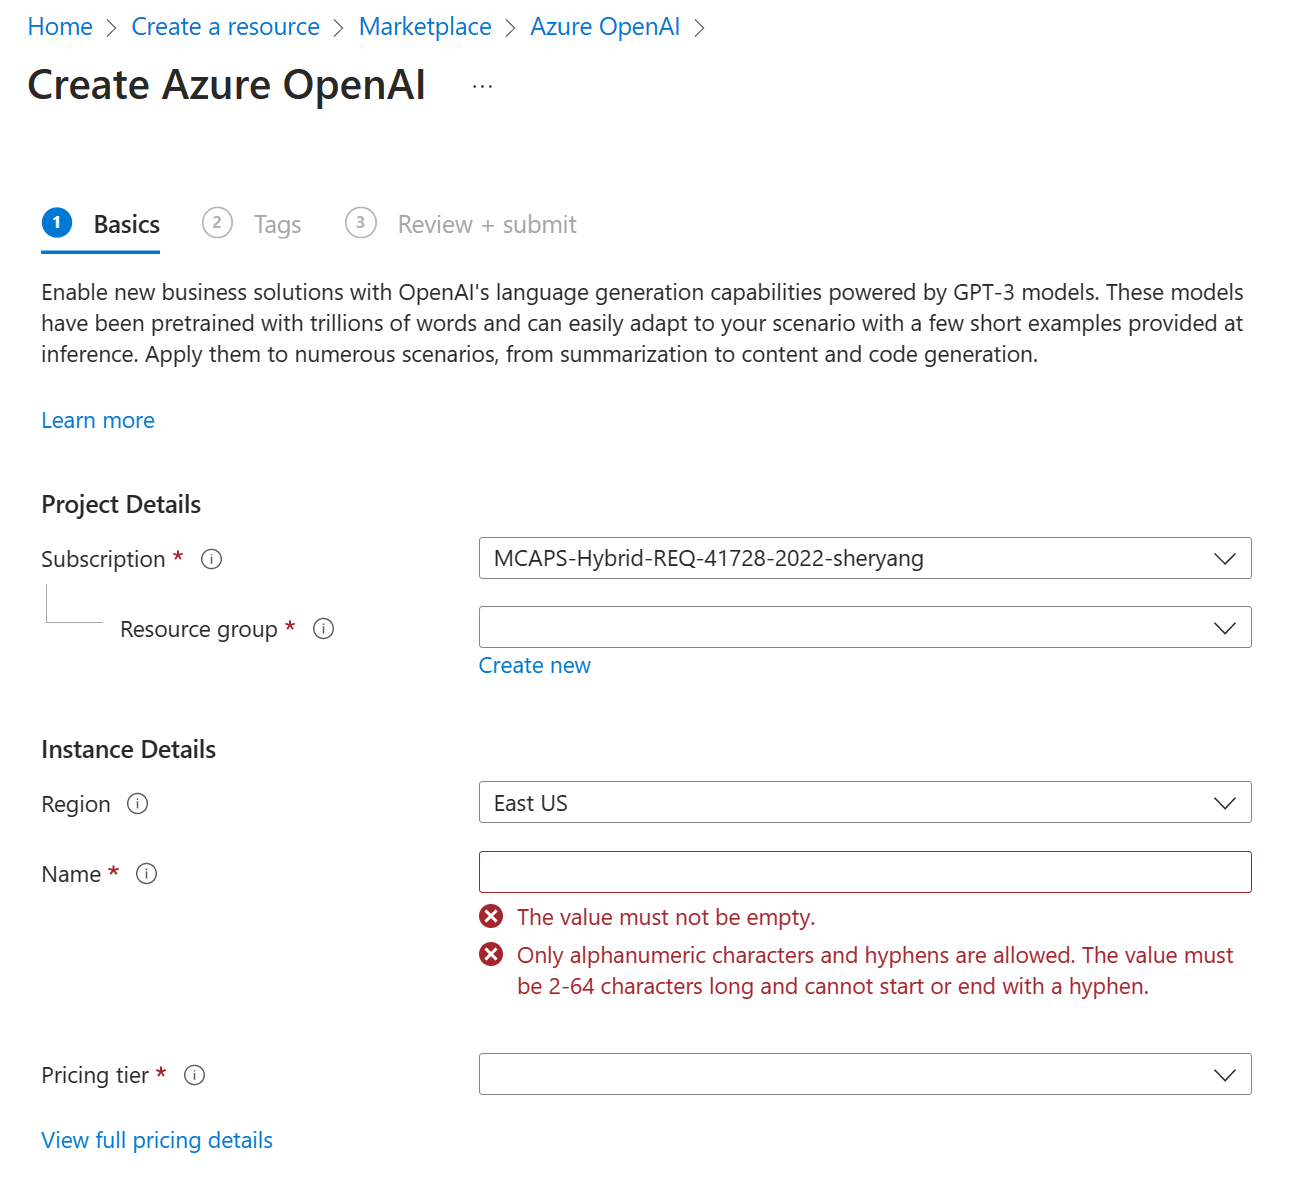 Home > Create a resource > Marketplace > Azure OpenAI >
Create Azure OpenAI ...
1 Basics 2 Tags 3 Review + submit
Enable new business solutions with OpenAI's language generation capabilities powered by GPT-3 models. These models
have been pretrained with trillions of words and can easily adapt to your scenario with a few short examples provided at
inference. Apply them to numerous scenarios, from summarization to content and code generation.
Learn more
Project Details
Subscription * MCAPS-Hybrid-REQ-41728-2022-sheryang
Resource group *
Create new
Instance Details
Region East US
Name *
The value must not be empty.
Only alphanumeric characters and hyphens are allowed. The value must
be 2-64 characters long and cannot start or end with a hyphen.
Pricing tier *
View full pricing details